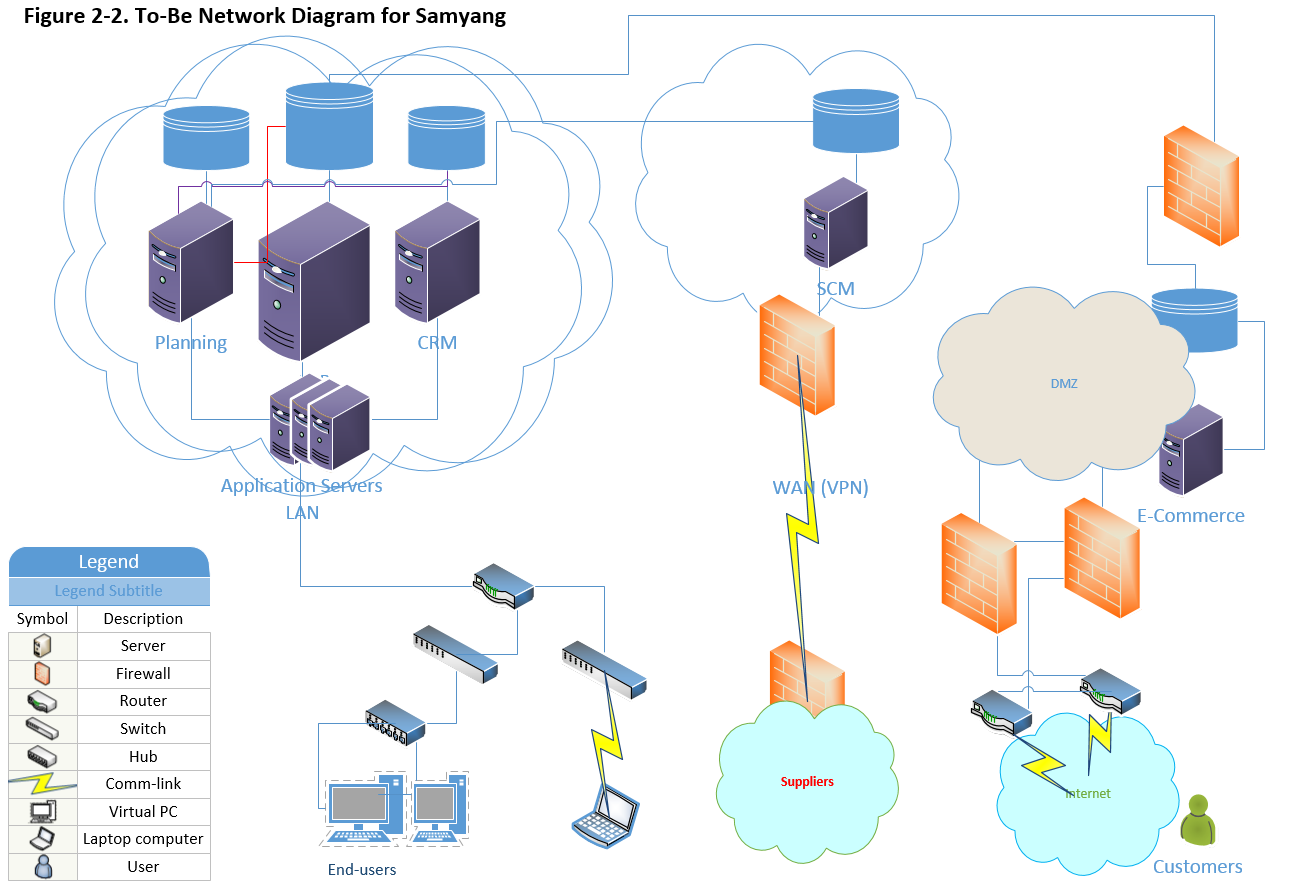 Figure 2-2. To-Be Network Diagram for Samyang
SCM
Planning
CRM
DMZ
Application Servers
LAN
WAN (VPN)
E-Commerce
Legend
Legend Subtitle
Symbol Description
Server
Firewall
Router
Switch
Hub
Comm-link
Virtual PC
Laptop computer
User
End-users
Suppliers
Internet
Customers